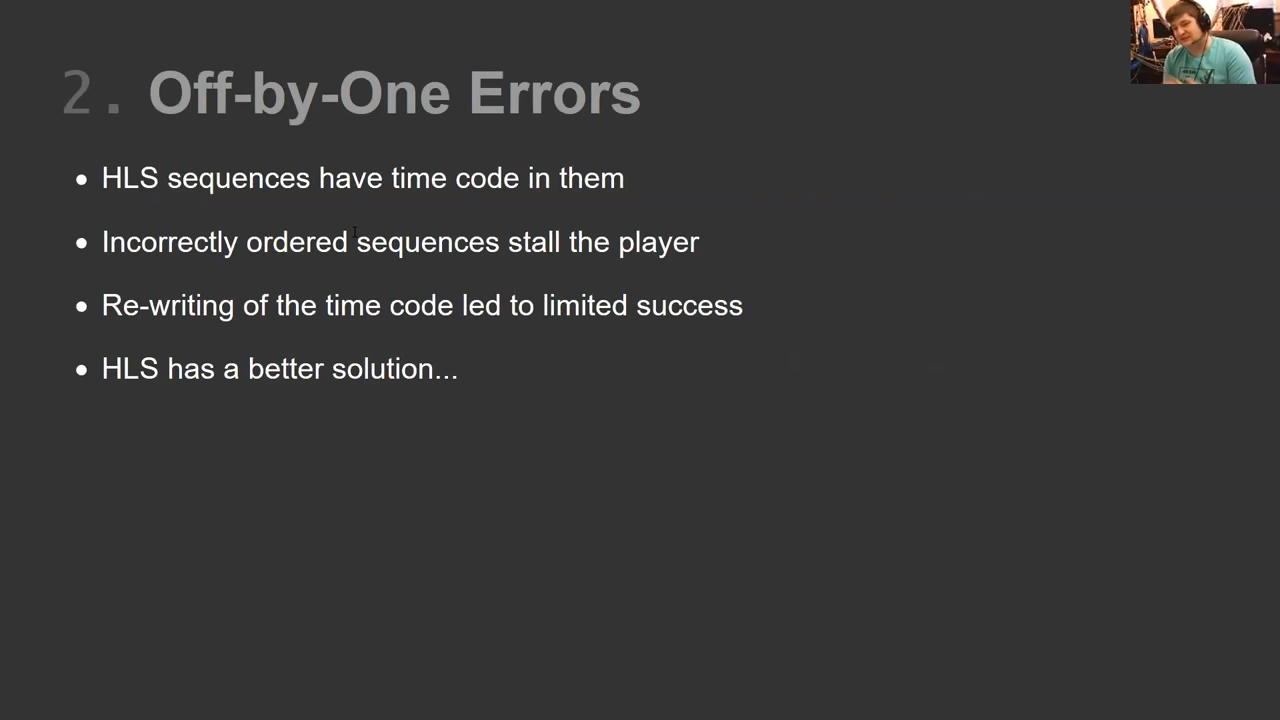 2. Off-by-One Errors
HLS sequences have time code in them
Incorrectly ordered sequences stall the player
Re-writing of the time code led to limited success
HLS has a better solution...